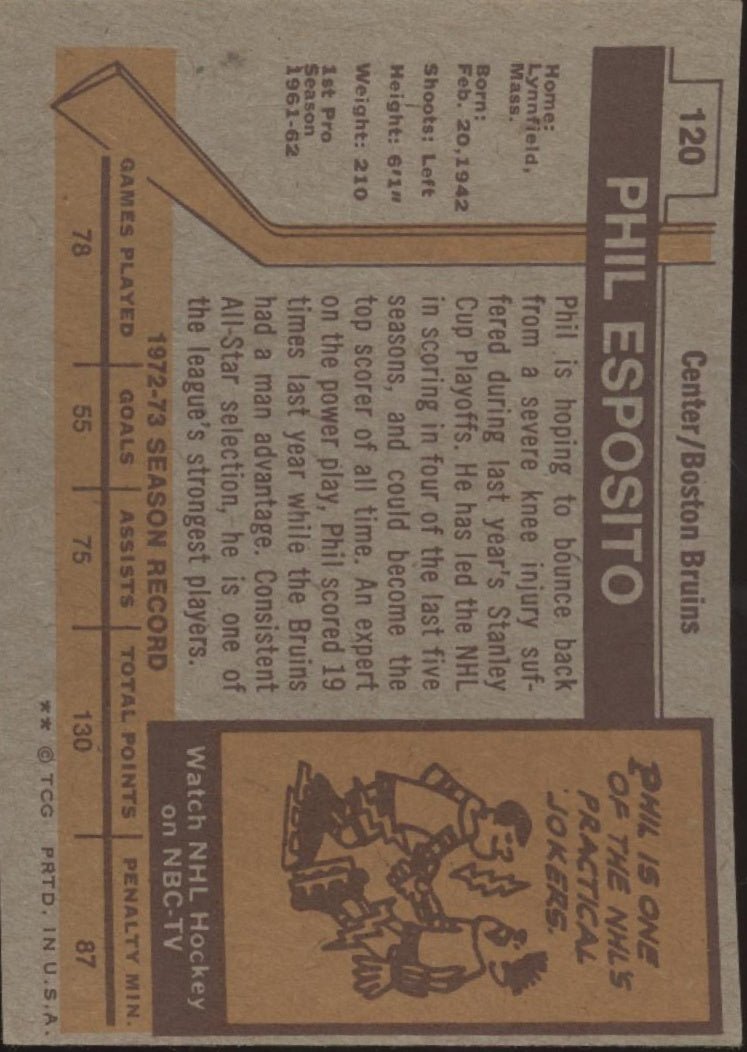 120
Center/Boston Bruins
PHIL ESPOSITO
Home:
Lynnfield,
Mass.
Born:
Feb. 20,1942
Shoots: Left
Height: 6'1"
Weight: 210
1st Pro
Season
1961-62
Phil is hoping to bounce back
from a severe knee injury suf-
fered during last year's Stanley
Cup Playoffs. He has led the NHL
in scoring in four of the last five
seasons, and could become the
top scorer of all time. An expert
on the power play, Phil scored 19
times last year while the Bruins
had a man advantage. Consistent
All-Star selection, he is one of
the league's strongest players.
PHIL IS ONE
OF THE NHL'S
PRACTICAL
JOKERS.
Watch NHL Hockey
on NBC-TV
1972-73 SEASON RECORD
GAMES PLAYED GOALS ASSISTS TOTAL POINTS PENALTY MIN.
78 55 75 130 87
** © TCG PRTD. IN U.S.A.